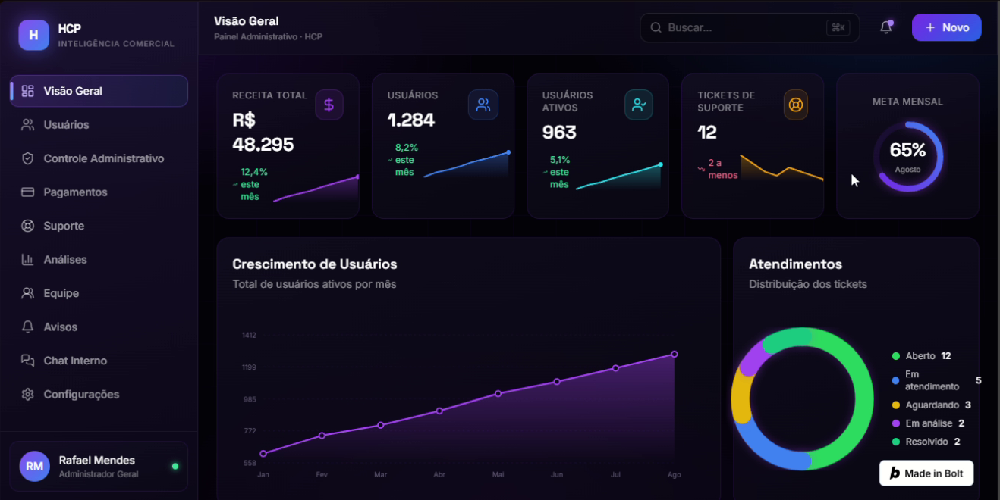 H
HCP
INTELIGÊNCIA COMERCIAL
Visão Geral
Usuários
Controle Administrativo
Pagamentos
Suporte
Análises
Equipe
Avisos
Chat Interno
Configurações
RM
Rafael Mendes
Administrador Geral
Visão Geral
Painel Administrativo · HCP
Buscar...
⌘K
+ Novo
RECEITA TOTAL
$
R$
48.295
12,4%
este
mês
USUÁRIOS
1.284
8,2%
este
mês
USUÁRIOS
ATIVOS
963
5,1%
este
mês
TICKETS DE
SUPORTE
12
2 a
menos
META MENSAL
65%
Agosto
Crescimento de Usuários
Total de usuários ativos por mês
1412
1199
985
772
558
Jan Fev Mar Abr Mai Jun Jul Ago
Atendimentos
Distribuição dos tickets
Aberto 12
Em
atendimento 5
Aguardando 3
Em análise 2
Resolvido 2
b Made in Bolt